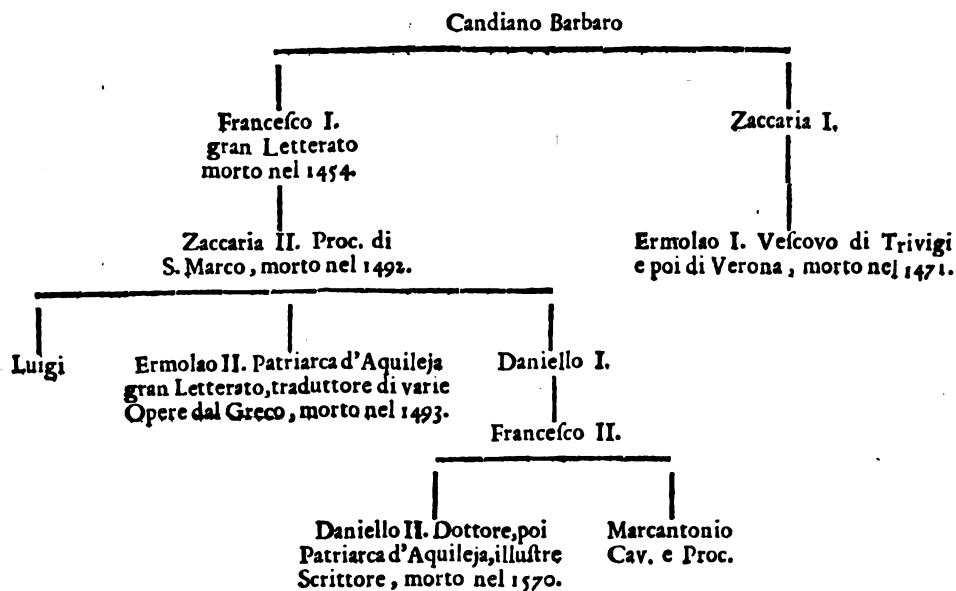 Candiano Barbaro
Franceſco I.
gran Letterato
morto nel 1454.
Zaccaria I.
Zaccaria II. Proc. di
S. Marco, morto nel 1492.
Ermolao I. Veſcovo di Trivigi
e poi di Verona, morto nel 1471.
Luigi
Ermolao II. Patriarca d'Aquileja
gran Letterato, traduttore di varie
Opere dal Greco, morto nel 1493.
Daniello I.
Franceſco II.
Daniello II. Dottore, poi
Patriarca d'Aquileja, illuſtre
Scrittore, morto nel 1570.
Marcantonio
Cav. e Proc.